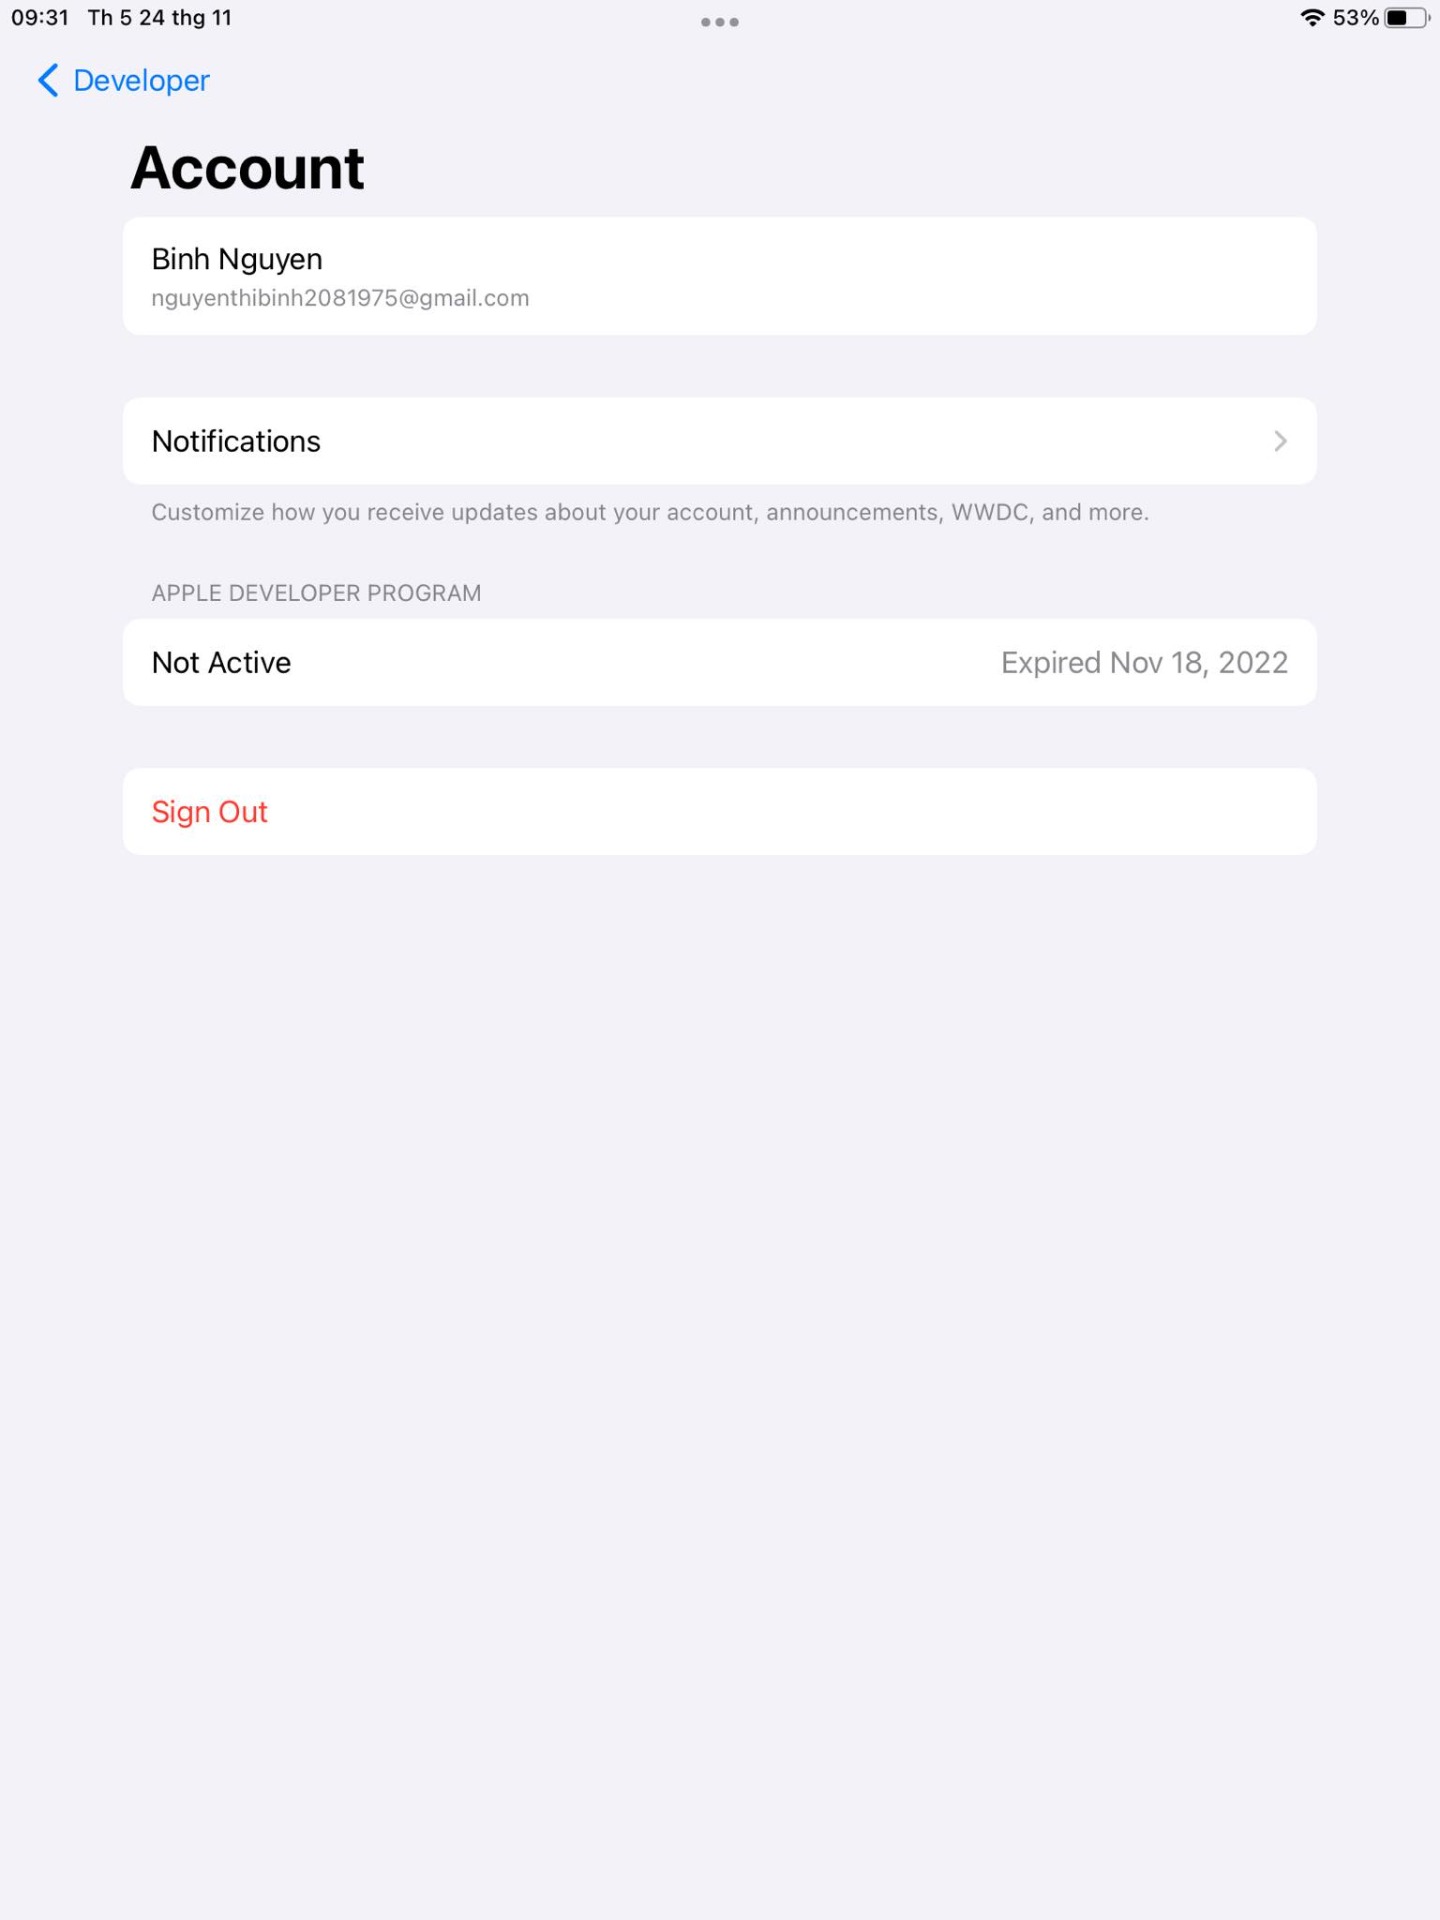 09:31 Th 5 24 thg 11
53%
Developer
Account
Binh Nguyen
nguyenthibinh2081975@gmail.com
Notifications
Customize how you receive updates about your account, announcements, WWDC, and more.
APPLE DEVELOPER PROGRAM
Not Active
Expired Nov 18, 2022
Sign Out